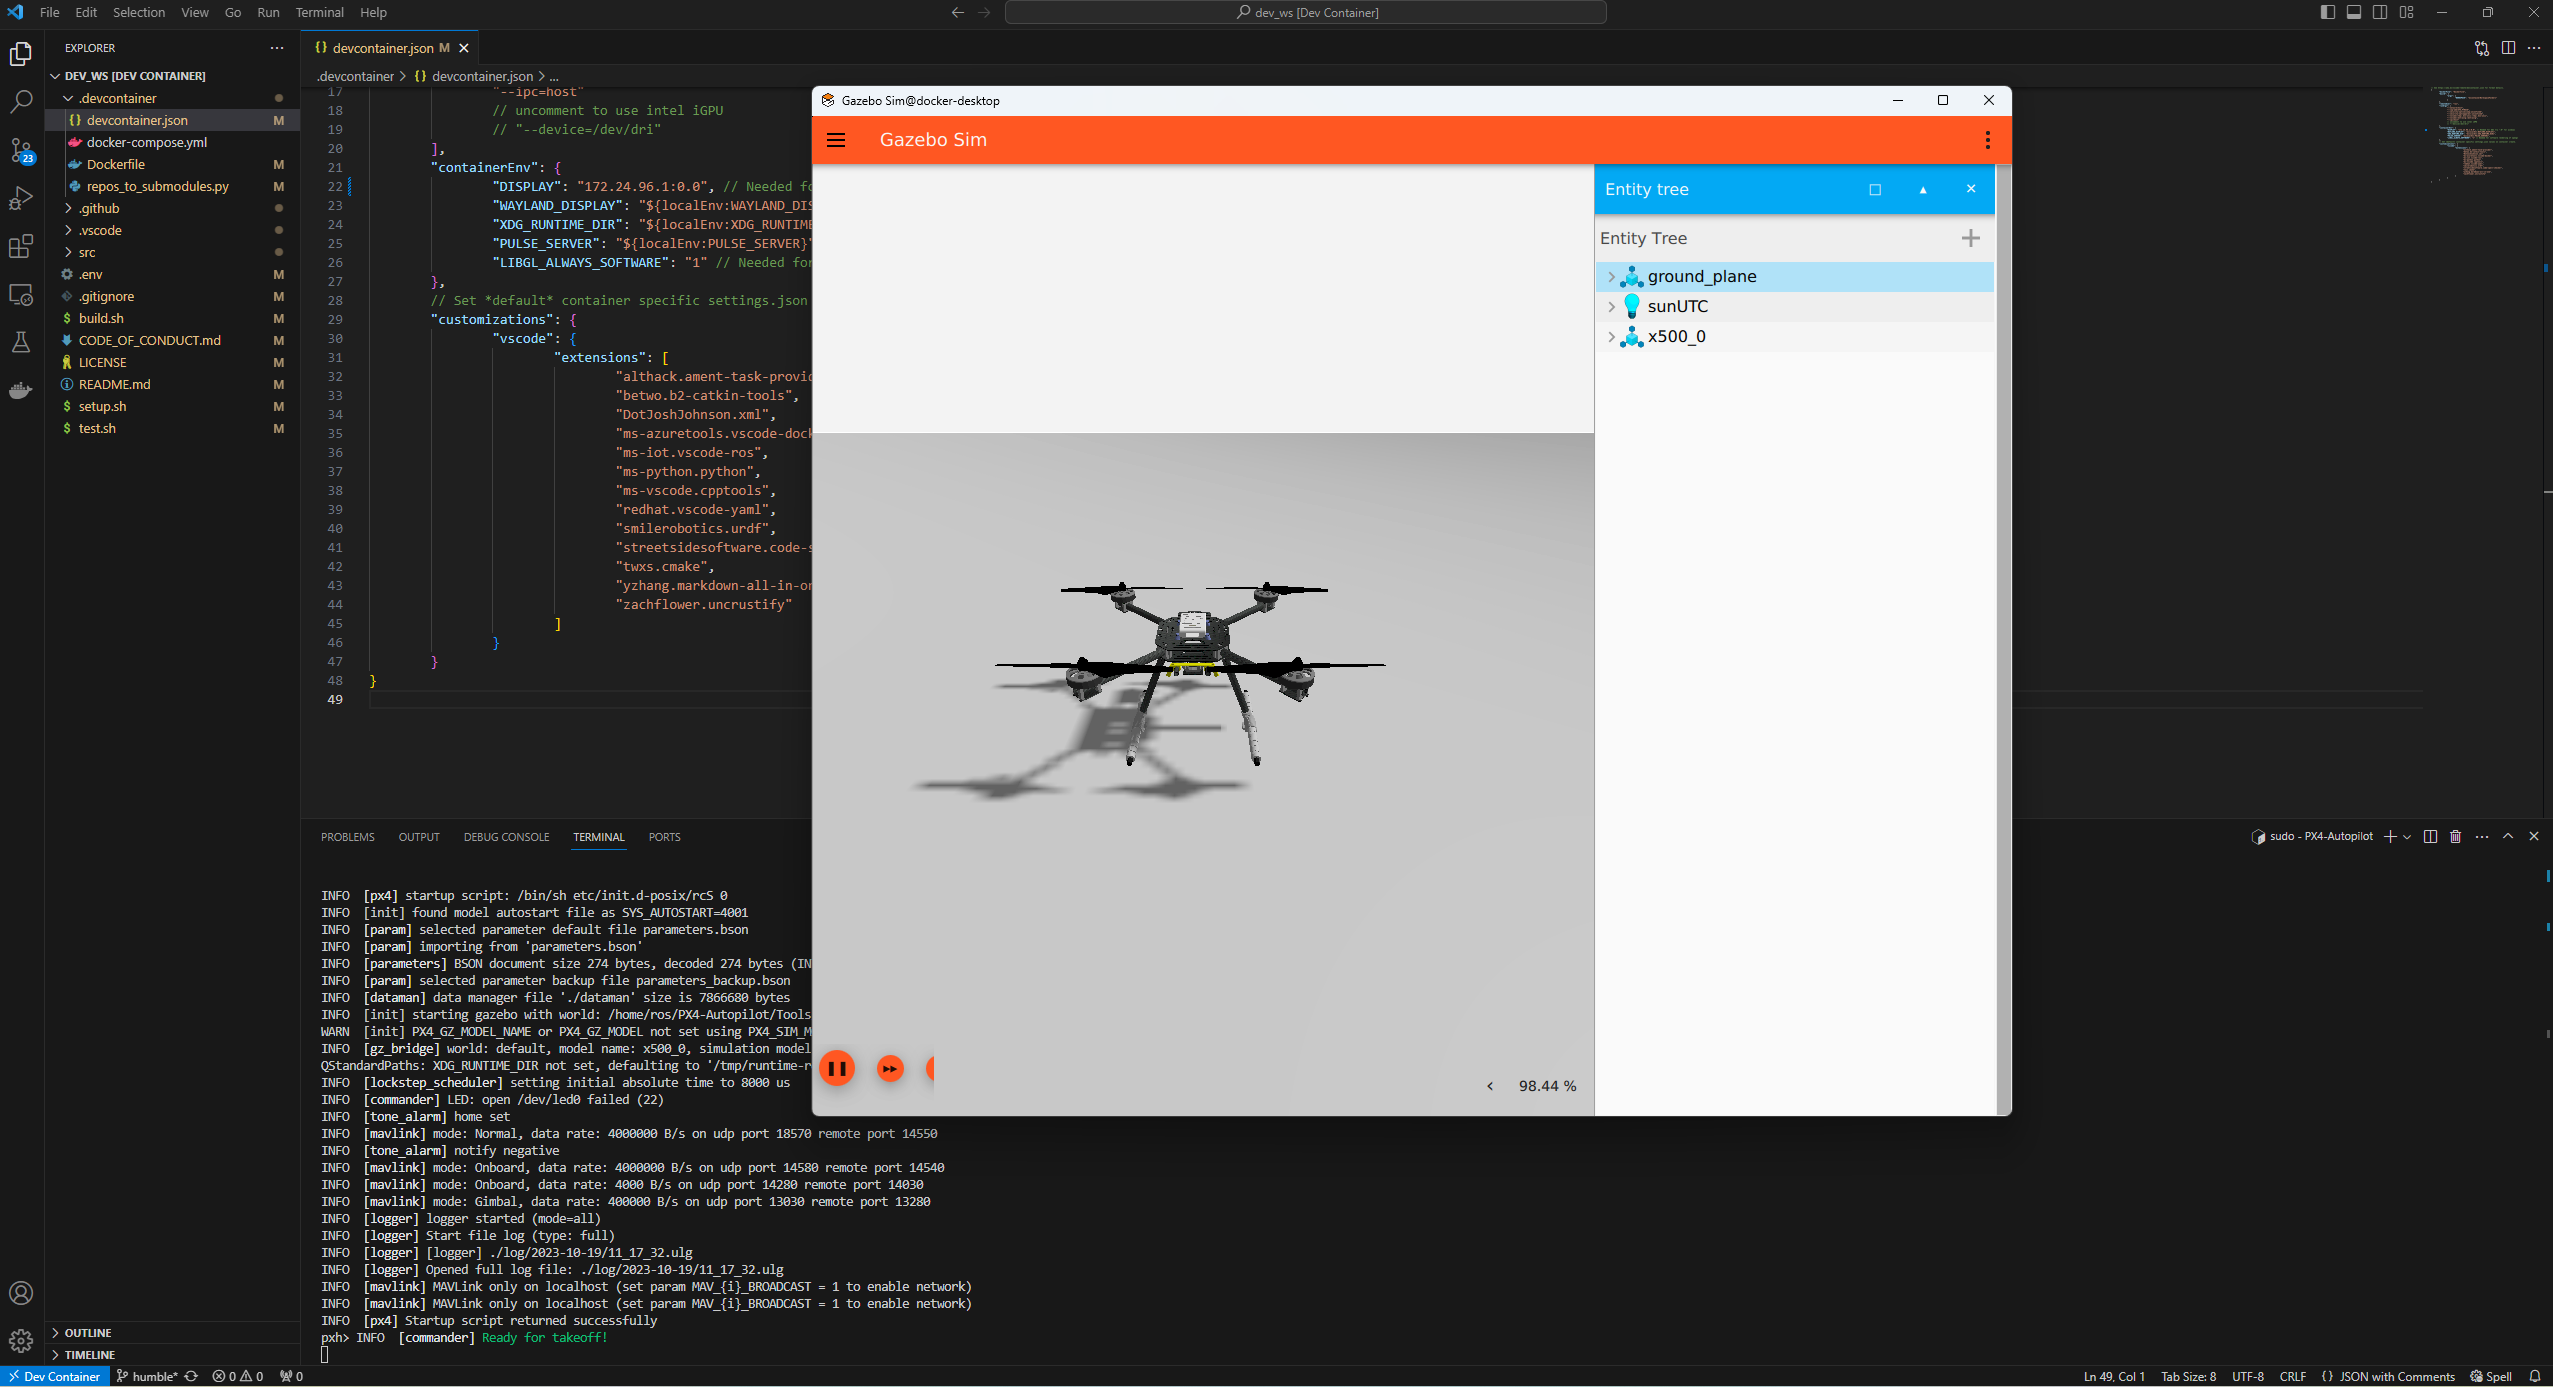 File Edit Selection View Go Run Terminal Help
dev_ws [Dev Container]
EXPLORER
DEV_WS [DEV CONTAINER]
.devcontainer
devcontainer.json M
docker-compose.yml
Dockerfile M
repos_to_submodules.py M
.github
.vscode
src
.env M
.gitignore M
build.sh M
CODE_OF_CONDUCT.md M
LICENSE M
README.md M
setup.sh M
test.sh M
23
OUTLINE
TIMELINE
devcontainer.json M
.devcontainer > devcontainer.json > ...
17 "--ipc=host"
18 // uncomment to use intel iGPU
19 // "--device=/dev/dri"
20 ],
21 "containerEnv": {
22 "DISPLAY": "172.24.96.1:0.0", // Needed fo
23 "WAYLAND_DISPLAY": "${localEnv:WAYLAND_DIS
24 "XDG_RUNTIME_DIR": "${localEnv:XDG_RUNTIME
25 "PULSE_SERVER": "${localEnv:PULSE_SERVER}"
26 "LIBGL_ALWAYS_SOFTWARE": "1" // Needed for
27 },
28 // Set *default* container specific settings.json
29 "customizations": {
30 "vscode": {
31 "extensions": [
32 "althack.ament-task-provid
33 "betwo.b2-catkin-tools",
34 "DotJoshJohnson.xml",
35 "ms-azuretools.vscode-dock
36 "ms-iot.vscode-ros",
37 "ms-python.python",
38 "ms-vscode.cpptools",
39 "redhat.vscode-yaml",
40 "smilerobotics.urdf",
41 "streetsidesoftware.code-s
42 "twxs.cmake",
43 "yzhang.markdown-all-in-on
44 "zachflower.uncrustify"
45 ]
46 }
47 }
48 }
49
Gazebo Sim@docker-desktop
Gazebo Sim
Entity tree
Entity Tree
ground_plane
sunUTC
x500_0
98.44 %
PROBLEMS OUTPUT DEBUG CONSOLE TERMINAL PORTS
sudo - PX4-Autopilot
INFO [px4] startup script: /bin/sh etc/init.d-posix/rcS 0
INFO [init] found model autostart file as SYS_AUTOSTART=4001
INFO [param] selected parameter default file parameters.bson
INFO [param] importing from 'parameters.bson'
INFO [parameters] BSON document size 274 bytes, decoded 274 bytes (IN
INFO [param] selected parameter backup file parameters_backup.bson
INFO [dataman] data manager file './dataman' size is 7866680 bytes
INFO [init] starting gazebo with world: /home/ros/PX4-Autopilot/Tools
WARN [init] PX4_GZ_MODEL_NAME or PX4_GZ_MODEL not set using PX4_SIM_M
INFO [gz_bridge] world: default, model name: x500_0, simulation model
QStandardPaths: XDG_RUNTIME_DIR not set, defaulting to '/tmp/runtime-r
INFO [lockstep_scheduler] setting initial absolute time to 8000 us
INFO [commander] LED: open /dev/led0 failed (22)
INFO [tone_alarm] home set
INFO [mavlink] mode: Normal, data rate: 4000000 B/s on udp port 18570 remote port 14550
INFO [tone_alarm] notify negative
INFO [mavlink] mode: Onboard, data rate: 4000000 B/s on udp port 14580 remote port 14540
INFO [mavlink] mode: Onboard, data rate: 4000 B/s on udp port 14280 remote port 14030
INFO [mavlink] mode: Gimbal, data rate: 400000 B/s on udp port 13030 remote port 13280
INFO [logger] logger started (mode=all)
INFO [logger] Start file log (type: full)
INFO [logger] [logger] ./log/2023-10-19/11_17_32.ulg
INFO [logger] Opened full log file: ./log/2023-10-19/11_17_32.ulg
INFO [mavlink] MAVLink only on localhost (set param MAV_{i}_BROADCAST = 1 to enable network)
INFO [mavlink] MAVLink only on localhost (set param MAV_{i}_BROADCAST = 1 to enable network)
INFO [px4] Startup script returned successfully
pxh> INFO [commander] Ready for takeoff!
Dev Container humble* 0 0 0
Ln 49, Col 1 Tab Size: 8 UTF-8 CRLF {} JSON with Comments Spell